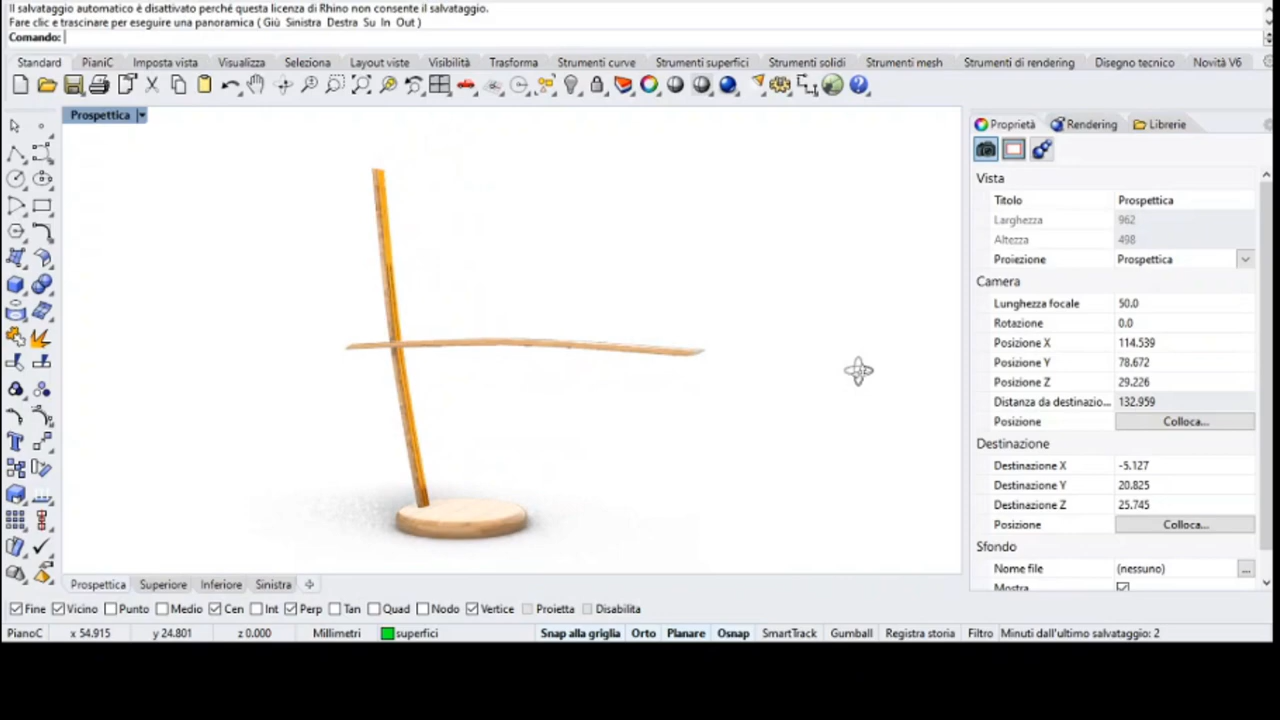 Il salvataggio automatico è disattivato perché questa licenza di Rhino non consente il salvataggio.
Fare clic e trascinare per eseguire una panoramica ( Giù Sinistra Destra Su In Out )
Comando:
Standard PianiC Imposta vista Visualizza Seleziona Layout viste Visibilità Trasforma Strumenti curve Strumenti superfici Strumenti solidi Strumenti mesh Strumenti di rendering Disegno tecnico Novità V6
Prospettica
Proprietà Rendering Librerie
Vista
Titolo Prospettica
Larghezza 962
Altezza 498
Proiezione Prospettica
Camera
Lunghezza focale 50.0
Rotazione 0.0
Posizione X 114.539
Posizione Y 78.672
Posizione Z 29.226
Distanza da destinazio... 132.959
Posizione Colloca...
Destinazione
Destinazione X -5.127
Destinazione Y 20.825
Destinazione Z 25.745
Posizione Colloca...
Sfondo
Nome file (nessuno) ...
Mostra
Prospettica Superiore Inferiore Sinistra
Fine Vicino Punto Medio Cen Int Perp Tan Quad Nodo Vertice Proietta Disabilita
PianoC x 54.915 y 24.801 z 0.000 Millimetri superfici Snap alla griglia Orto Planare Osnap SmartTrack Gumball Registra storia Filtro Minuti dall'ultimo salvataggio: 2